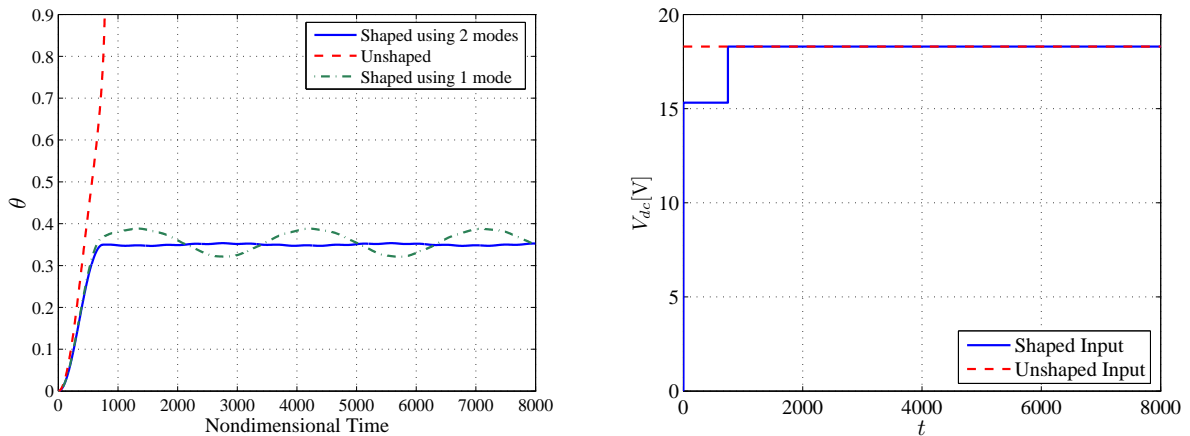 0.9
0.8
0.7
0.6
0.5
0.4
0.3
0.2
0.1
0
θ
Shaped using 2 modes
Unshaped
Shaped using 1 mode
0 1000 2000 3000 4000 5000 6000 7000 8000
Nondimensional Time
20
15
10
5
0
V_{dc}[V]
Shaped Input
Unshaped Input
0 2000 4000 6000 8000
t